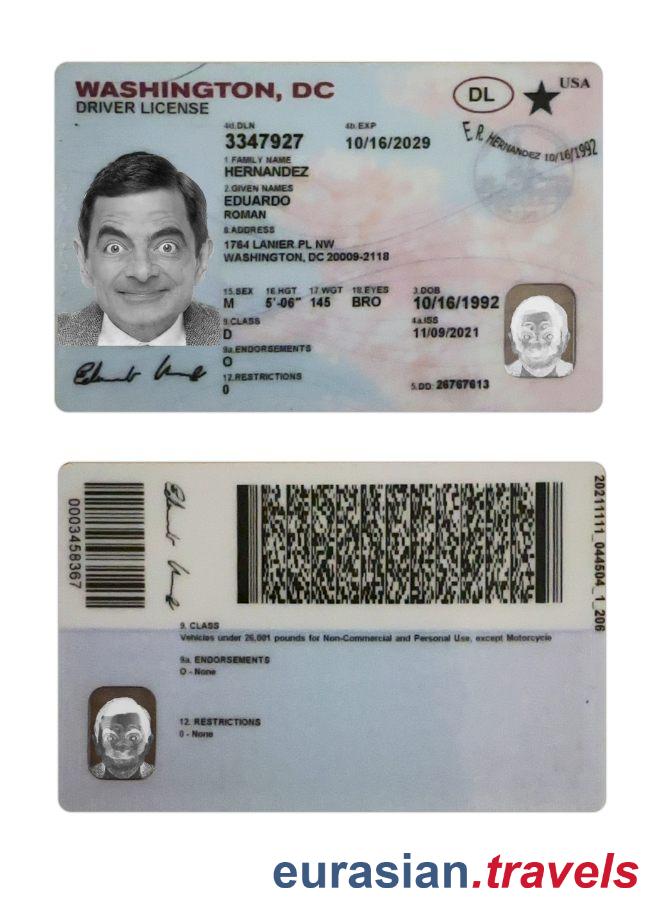 WASHINGTON, DC
DRIVER LICENSE
DL
USA
4d.DLN
3347927
4b.EXP
10/16/2029
E. R. HERNANDEZ 10/16/1992
1.FAMILY NAME
HERNANDEZ
2.GIVEN NAMES
EDUARDO
ROMAN
8.ADDRESS
1764 LANIER PL NW
WASHINGTON, DC 20009-2118
15.SEX 16.HGT 17.WGT 18.EYES 3.DOB
M 5'-06" 145 BRO 10/16/1992
9.CLASS
D
4a.ISS
11/09/2021
9a.ENDORSEMENTS
O
12.RESTRICTIONS
0
5.DD: 26767613
0003458367
20211111_044504_1_206
9. CLASS
Vehicles under 26,001 pounds for Non-Commercial and Personal Use, except Motorcycle
9a. ENDORSEMENTS
O - None
12. RESTRICTIONS
0 - None
eurasian.travels